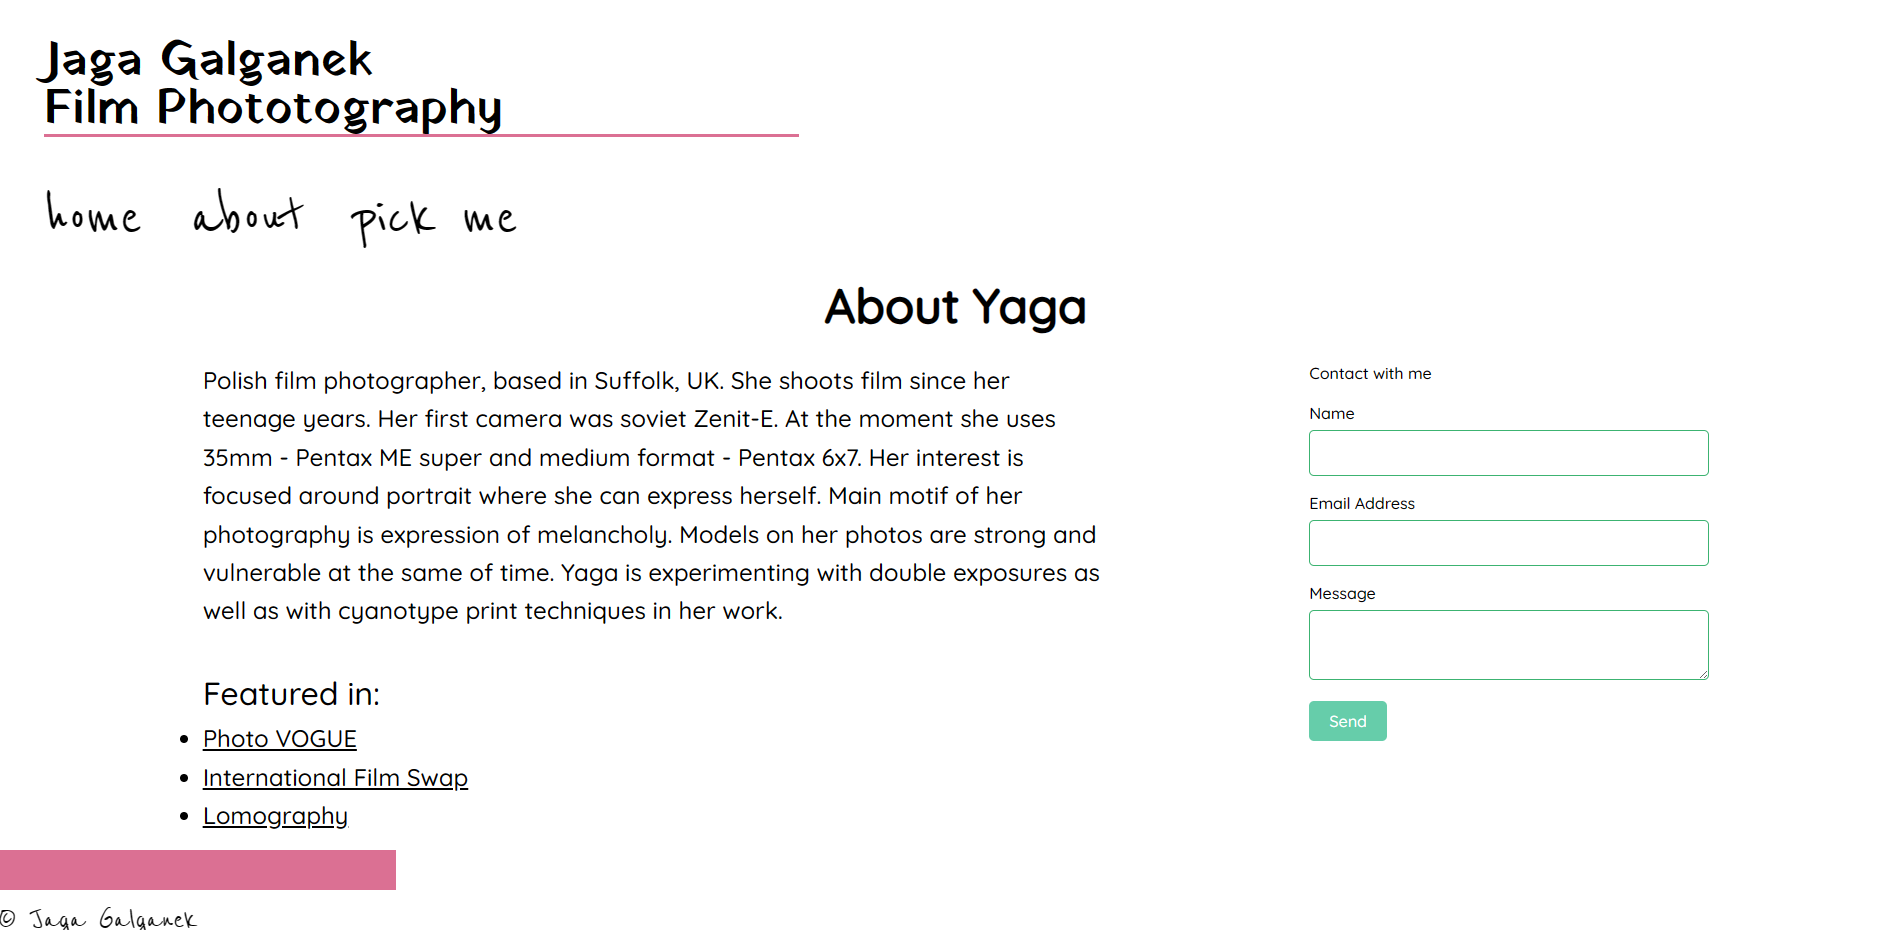 Jaga Galganek
Film Phototography
home about pick me
About Yaga
Polish film photographer, based in Suffolk, UK. She shoots film since her
teenage years. Her first camera was soviet Zenit-E. At the moment she uses
35mm - Pentax ME super and medium format - Pentax 6x7. Her interest is
focused around portrait where she can express herself. Main motif of her
photography is expression of melancholy. Models on her photos are strong and
vulnerable at the same of time. Yaga is experimenting with double exposures as
well as with cyanotype print techniques in her work.
Featured in:
• Photo VOGUE
• International Film Swap
• Lomography
Contact with me
Name
Email Address
Message
Send
© Jaga Galganek